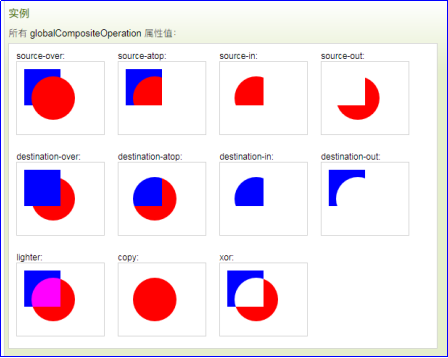 实例
所有 globalCompositeOperation 属性值:
source-over: source-atop: source-in: source-out:
destination-over: destination-atop: destination-in: destination-out:
lighter: copy: xor: